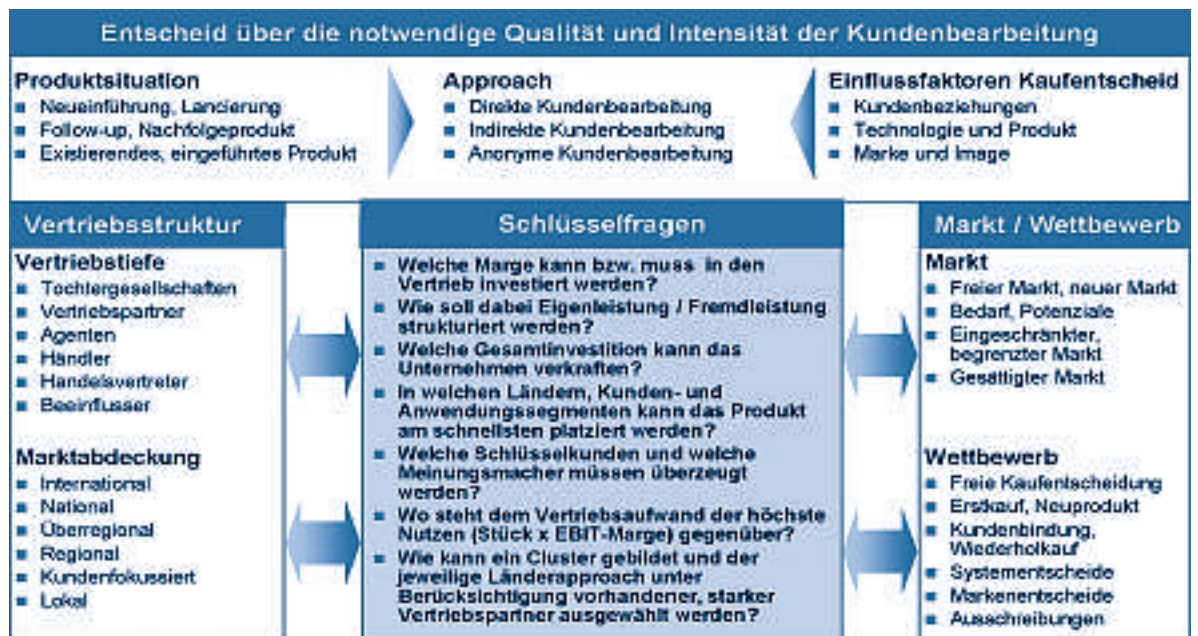 Entscheid über die notwendige Qualität und Intensität der Kundenbearbeitung
Produktsituation
Neueinführung, Lancierung
Follow-up, Nachfolgeprodukt
Existierendes, eingeführtes Produkt
Approach
Direkte Kundenbearbeitung
Indirekte Kundenbearbeitung
Anonyme Kundenbearbeitung
Einflussfaktoren Kaufentscheid
Kundenbeziehungen
Technologie und Produkt
Marke und Image
Vertriebsstruktur
Vertriebstiefe
Tochtergesellschaften
Vertriebspartner
Agenten
Händler
Handelsvertreter
Beeinflusser
Marktabdeckung
International
National
Überregional
Regional
Kundenfokussiert
Lokal
Schlüsselfragen
Welche Marge kann bzw. muss in den
Vertrieb investiert werden?
Wie soll dabei Eigenleistung / Fremdleistung
strukturiert werden?
Welche Gesamtinvestition kann das
Unternehmen verkraften?
In welchen Ländern, Kunden- und
Anwendungssegmenten kann das Produkt
am schnellsten platziert werden?
Welche Schlüsselkunden und welche
Meinungsmacher müssen überzeugt
werden?
Wo steht dem Vertriebsaufwand der höchste
Nutzen (Stück x EBIT-Marge) gegenüber?
Wie kann ein Cluster gebildet und der
jeweilige Länderapproach unter
Berücksichtigung vorhandener, starker
Vertriebspartner ausgewählt werden?
Markt / Wettbewerb
Markt
Freier Markt, neuer Markt
Bedarf, Potenziale
Eingeschränkter,
begrenzter Markt
Gesättigter Markt
Wettbewerb
Freie Kaufentscheidung
Erstkauf, Neuprodukt
Kundenbindung,
Wiederholkauf
Systementscheide
Markenentscheide
Ausschreibungen